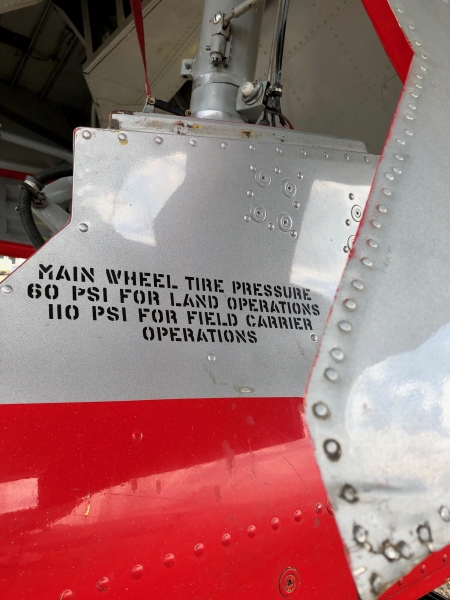 MAIN WHEEL TIRE PRESSURE
60 PSI FOR LAND OPERATIONS
110 PSI FOR FIELD CARRIER
OPERATIONS